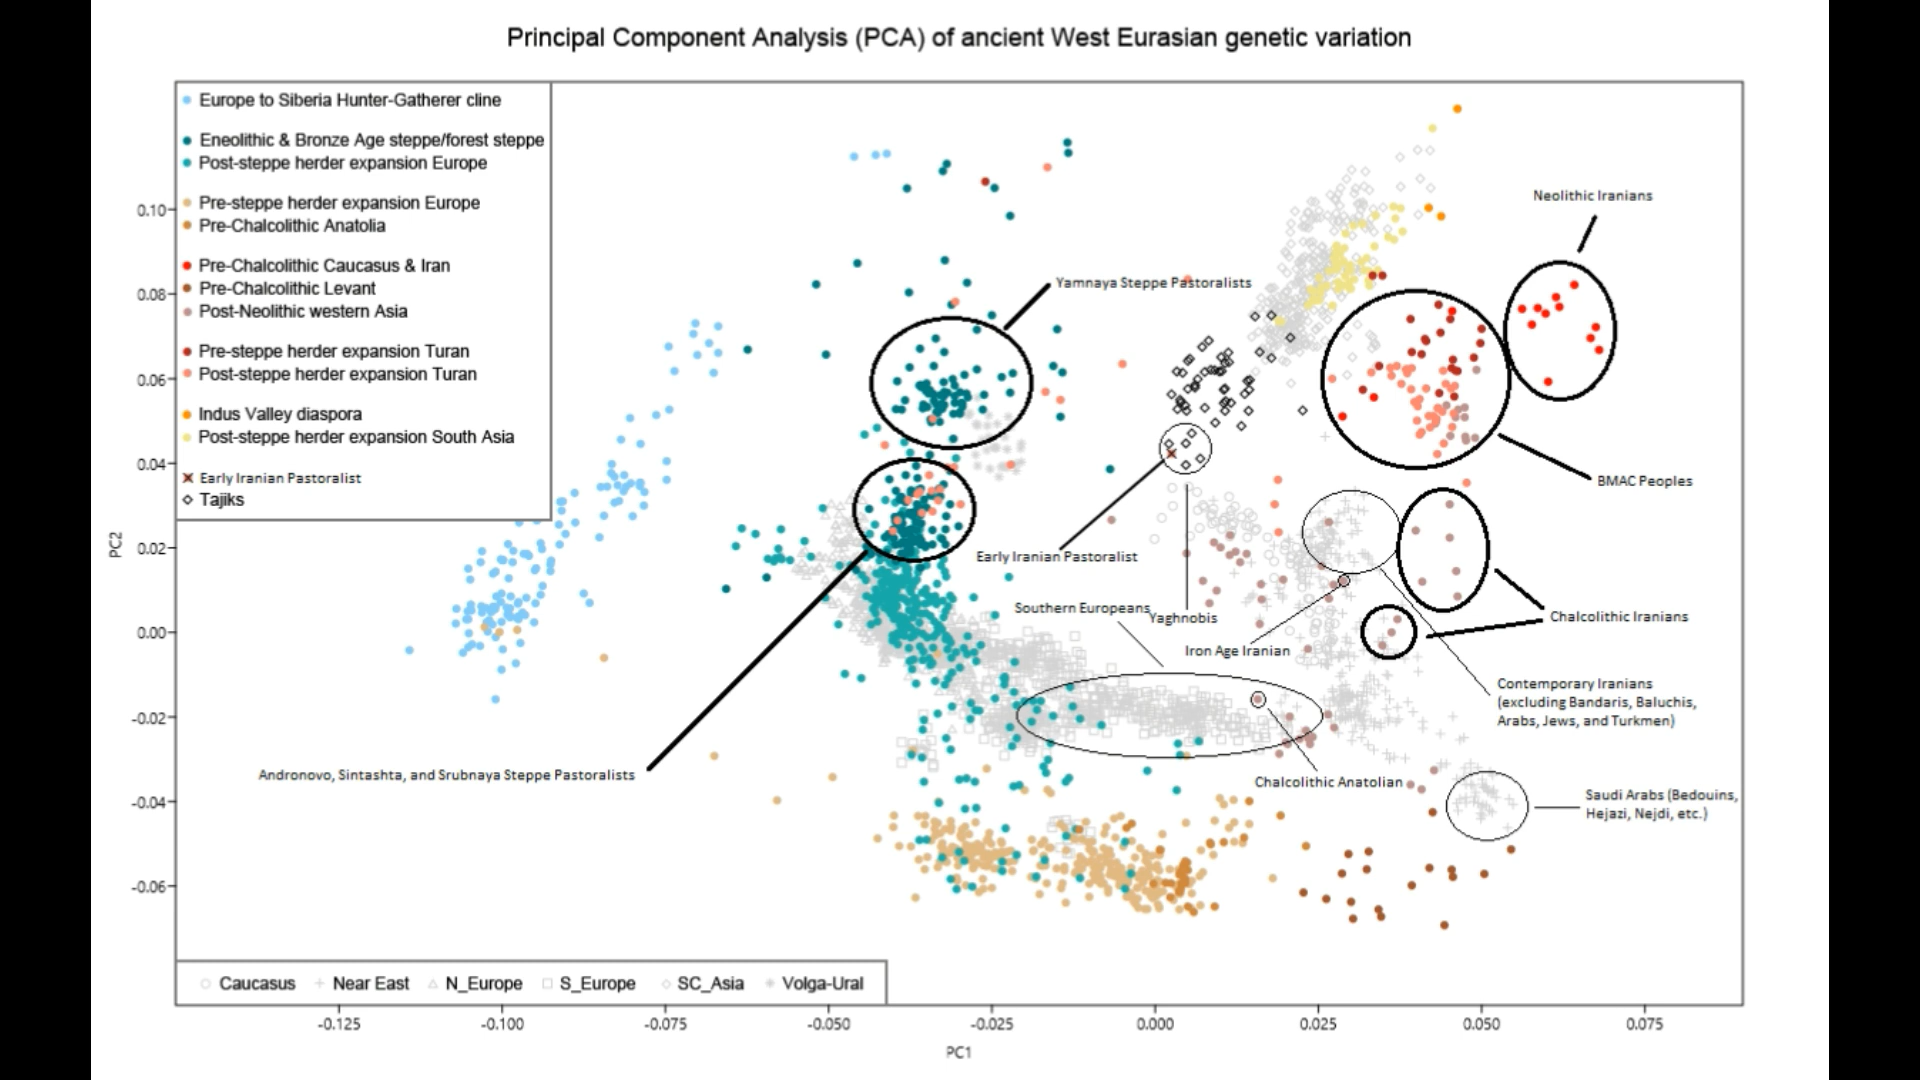 Principal Component Analysis (PCA) of ancient West Eurasian genetic variation
Europe to Siberia Hunter-Gatherer cline
Eneolithic & Bronze Age steppe/forest steppe
Post-steppe herder expansion Europe
Pre-steppe herder expansion Europe
Pre-Chalcolithic Anatolia
Pre-Chalcolithic Caucasus & Iran
Pre-Chalcolithic Levant
Post-Neolithic western Asia
Pre-steppe herder expansion Turan
Post-steppe herder expansion Turan
Indus Valley diaspora
Post-steppe herder expansion South Asia
Early Iranian Pastoralist
Tajiks
Neolithic Iranians
Yamnaya Steppe Pastoralists
BMAC Peoples
Early Iranian Pastoralist
Southern Europeans
Yaghnobis
Iron Age Iranian
Chalcolithic Iranians
Contemporary Iranians
(excluding Bandaris, Baluchis,
Arabs, Jews, and Turkmen)
Andronovo, Sintashta, and Srubnaya Steppe Pastoralists
Chalcolithic Anatolian
Saudi Arabs (Bedouins,
Hejazi, Nejdi, etc.)
0.10
0.08
0.06
0.04
0.02
0.00
-0.02
-0.04
-0.06
PC2
Caucasus Near East N_Europe S_Europe SC_Asia Volga-Ural
-0.125 -0.100 -0.075 -0.050 -0.025 0.000 0.025 0.050 0.075
PC1